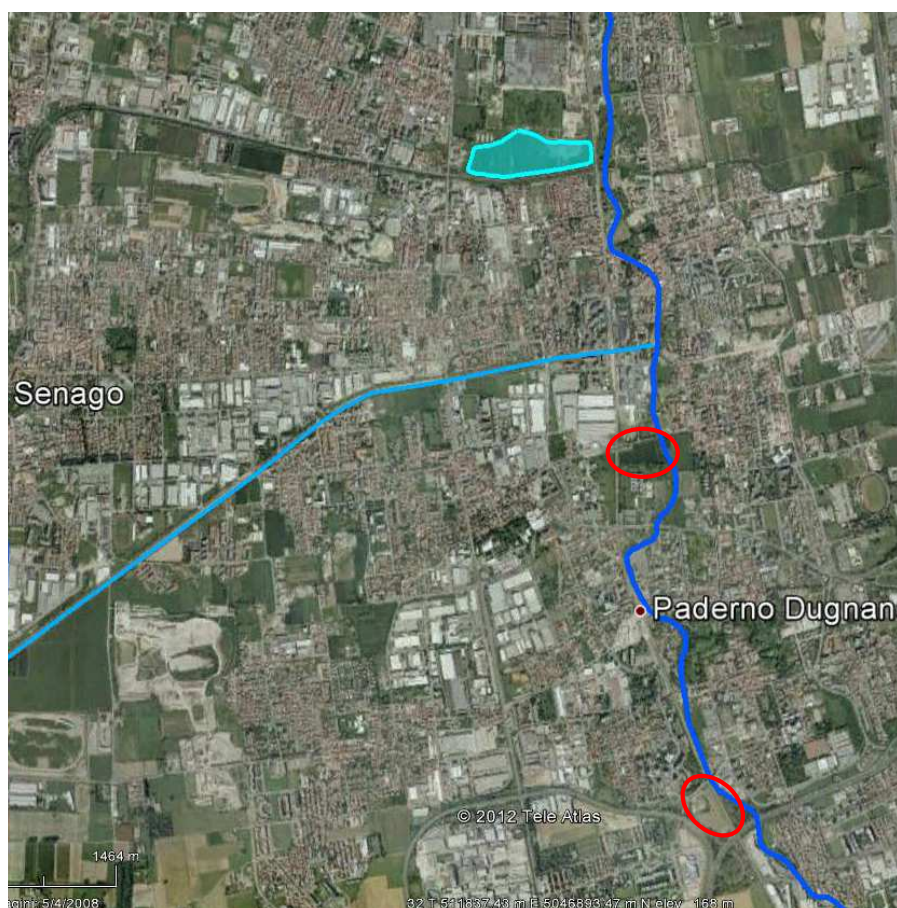 Senago
Paderno Dugnan
© 2012 Tele Atlas
1464 m
5/4/2008
32 T 511837.43 m E 5046893.47 m N elev 168 m